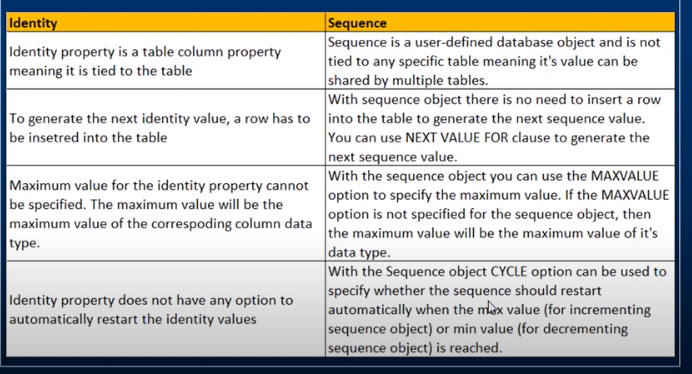 Identity
Sequence
Identity property is a table column property
meaning it is tied to the table
Sequence is a user-defined database object and is not
tied to any specific table meaning it's value can be
shared by multiple tables.
To generate the next identity value, a row has to
be insetred into the table
With sequence object there is no need to insert a row
into the table to generate the next sequence value.
You can use NEXT VALUE FOR clause to generate the
next sequence value.
Maximum value for the identity property cannot
be specified. The maximum value will be the
maximum value of the correspoding column data
type.
With the sequence object you can use the MAXVALUE
option to specify the maximum value. If the MAXVALUE
option is not specified for the sequence object, then
the maximum value will be the maximum value of it's
data type.
Identity property does not have any option to
automatically restart the identity values
With the Sequence object CYCLE option can be used to
specify whether the sequence should restart
automatically when the max value (for incrementing
sequence object) or min value (for decrementing
sequence object) is reached.